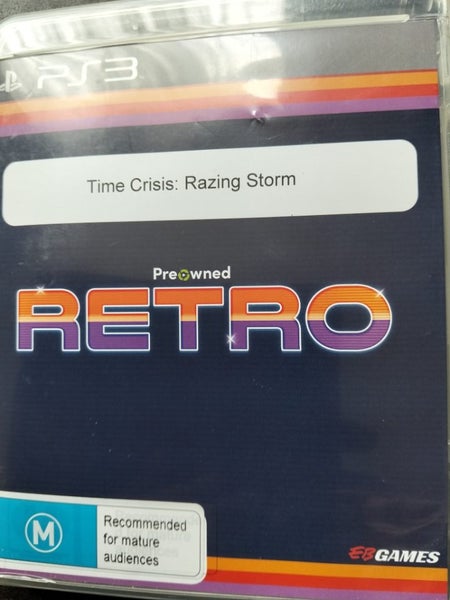 PS3
Time Crisis: Razing Storm
Preowned
RETRO
M
Recommended
for mature
audiences
EB GAMES